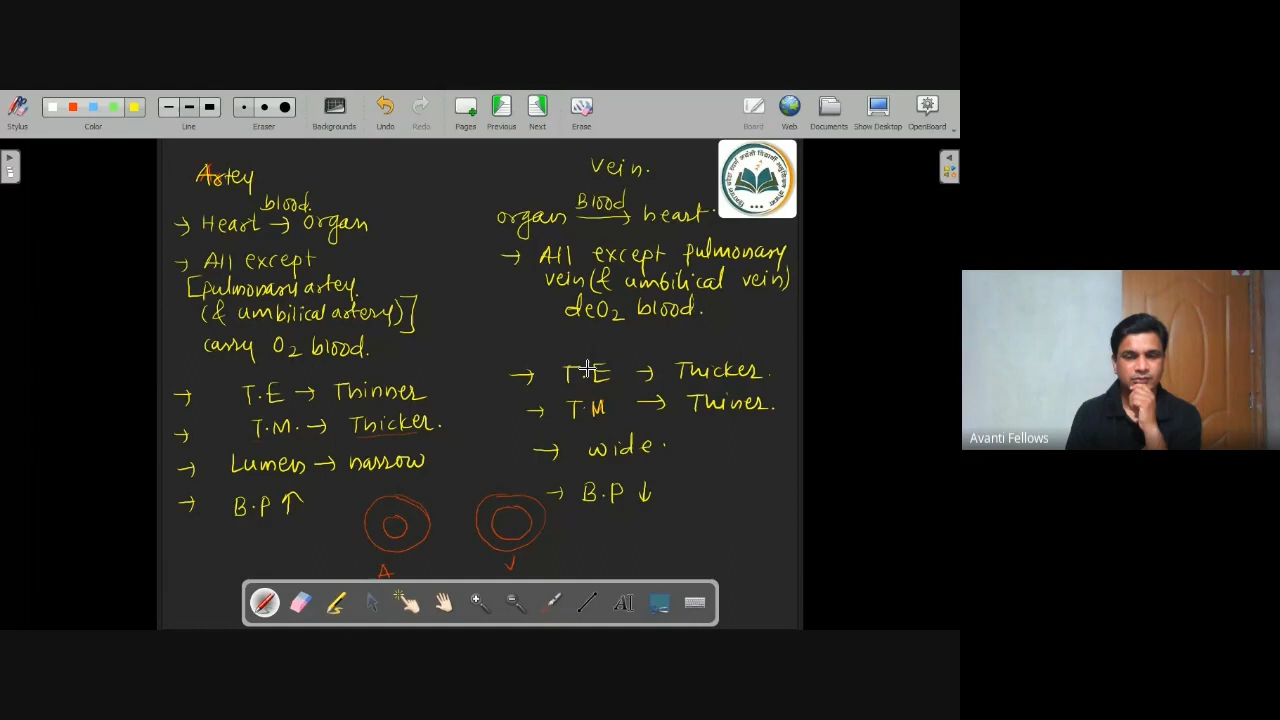 Stylus Color Line Eraser Backgrounds Undo Redo Pages Previous Next Erase Board Web Documents Show Desktop OpenBoard
Artey
blood.
→ Heart → Organ
→ All except
[pulmonary artey
(& umbilical artery)]
carry O2 blood.
→ T.E → Thinner
→ T.M. → Thicker.
→ Lumen → narrow
→ B.P ↑
A
Vein.
Blood
organ → heart.
→ All except pulmonary
vein (& umbilical vein)
deO2 blood.
→ T.E → Thicker.
→ T.M → Thiner.
→ wide.
→ B.P ↓
V
Avanti Fellows